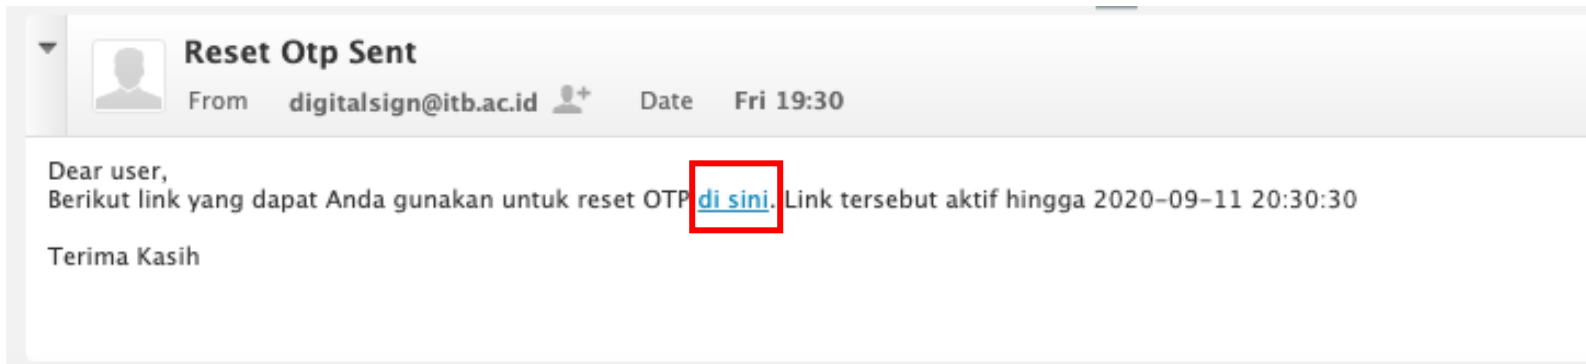 Reset Otp Sent
From digitalsign@itb.ac.id Date Fri 19:30
Dear user,
Berikut link yang dapat Anda gunakan untuk reset OTP di sini. Link tersebut aktif hingga 2020-09-11 20:30:30
Terima Kasih